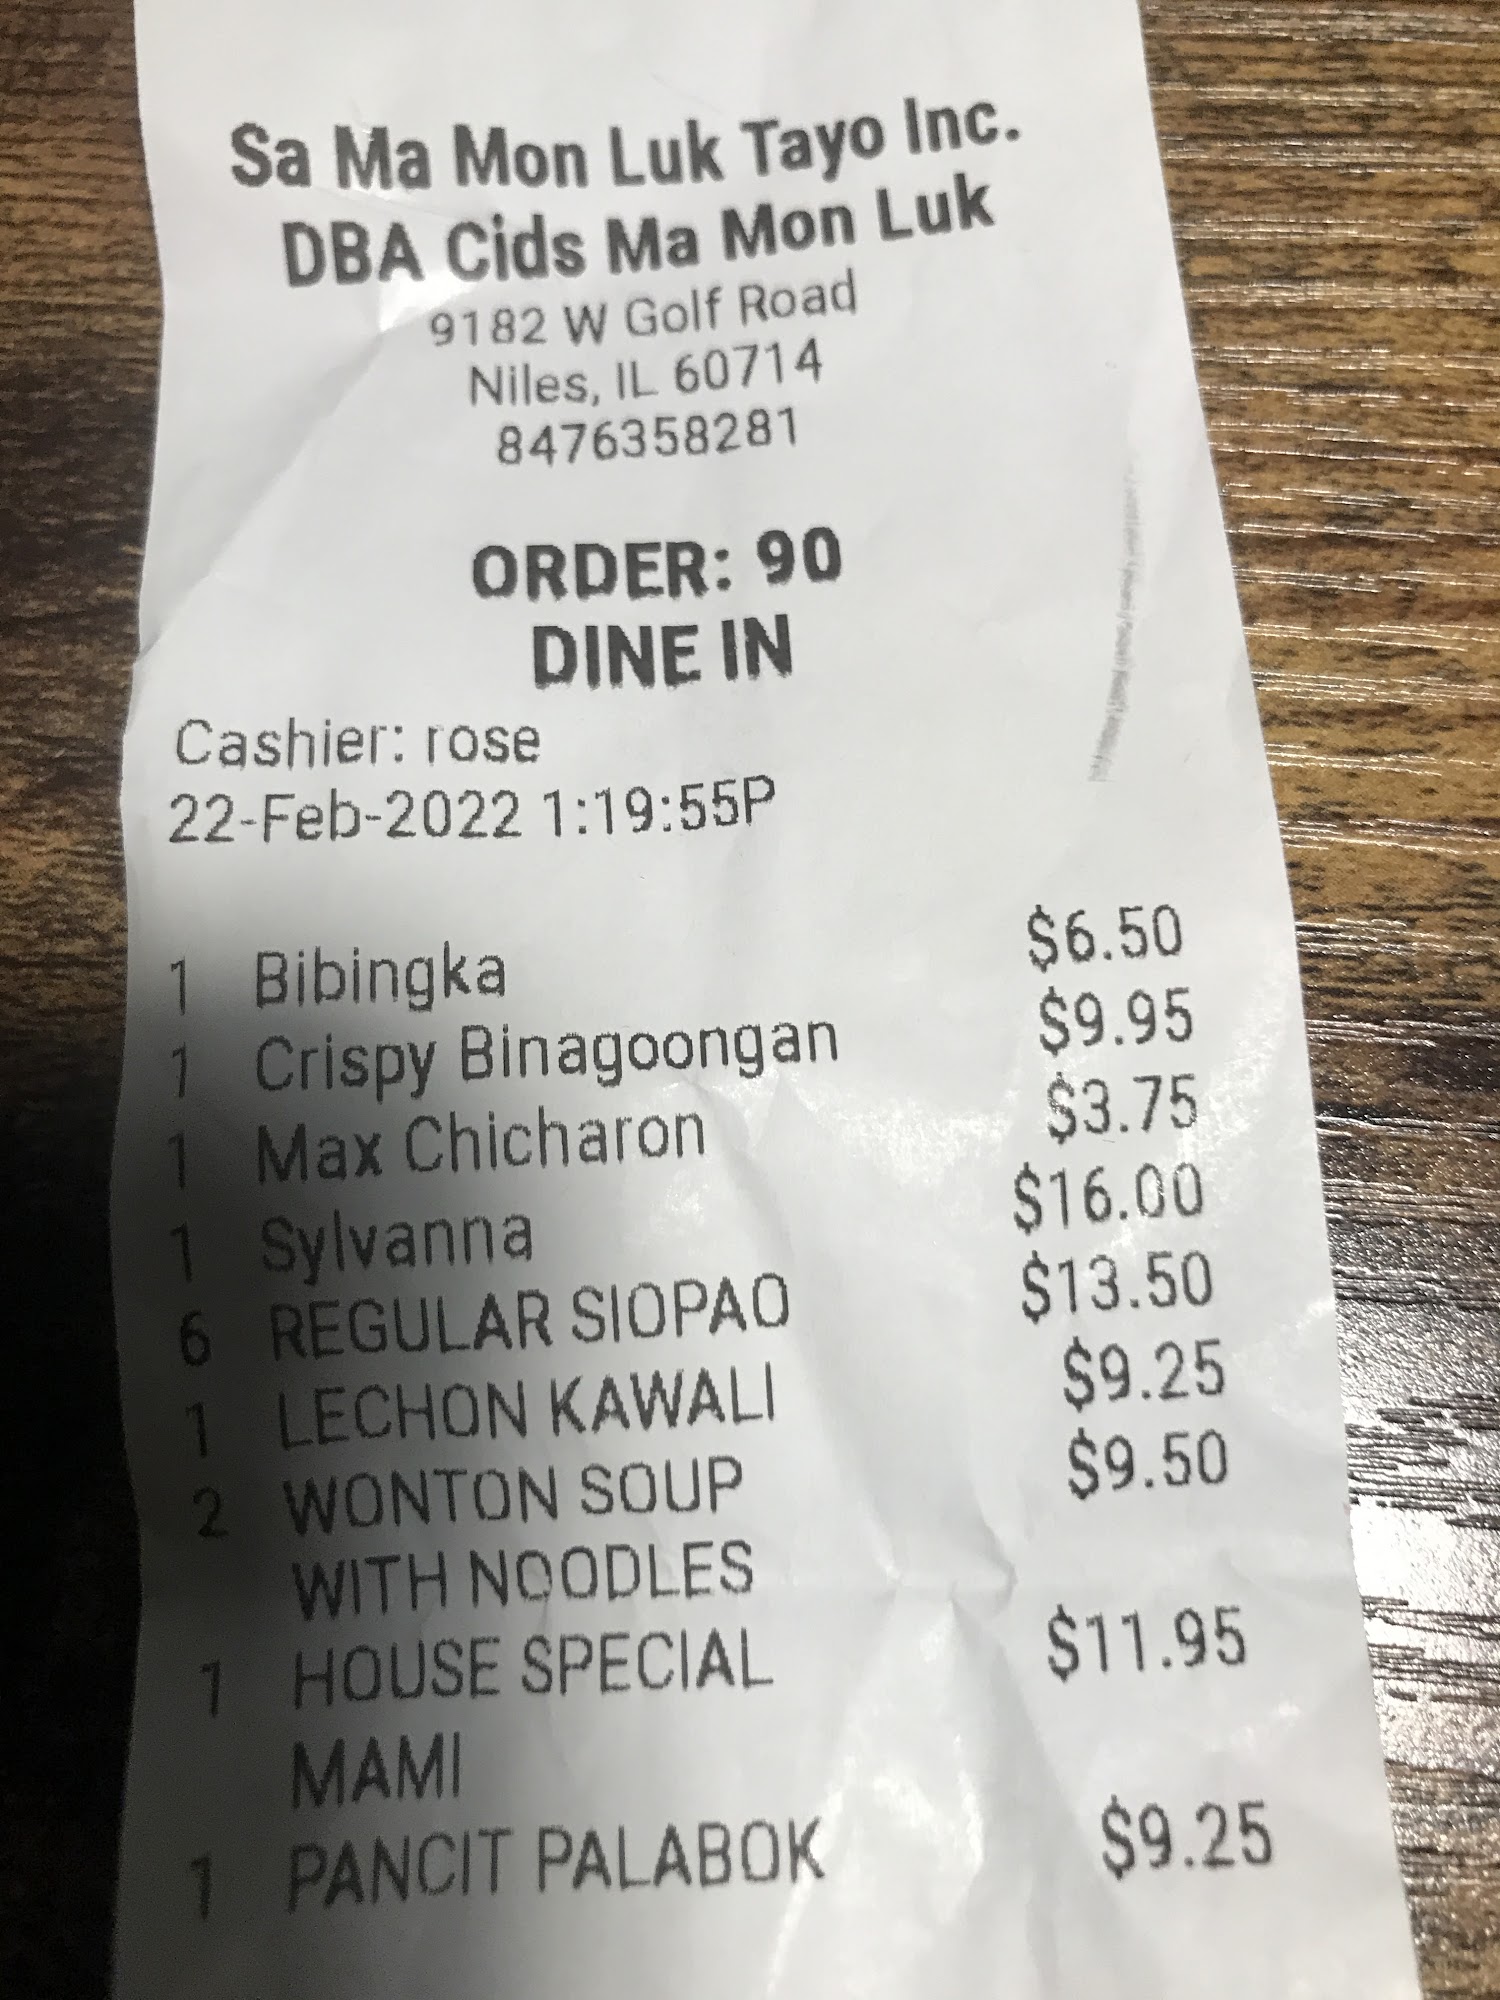 Sa Ma Mon Luk Tayo Inc.
DBA Cids Ma Mon Luk
9182 W Golf Road
Niles, IL 60714
8476358281
ORDER: 90
DINE IN
Cashier: rose
22-Feb-2022 1:19:55P
1 Bibingka $6.50
1 Crispy Binagoongan $9.95
1 Max Chicharon $3.75
1 Sylvanna $16.00
6 REGULAR SIOPAO $13.50
1 LECHON KAWALI $9.25
2 WONTON SOUP $9.50
WITH NOODLES
1 HOUSE SPECIAL $11.95
MAMI
1 PANCIT PALABOK $9.25